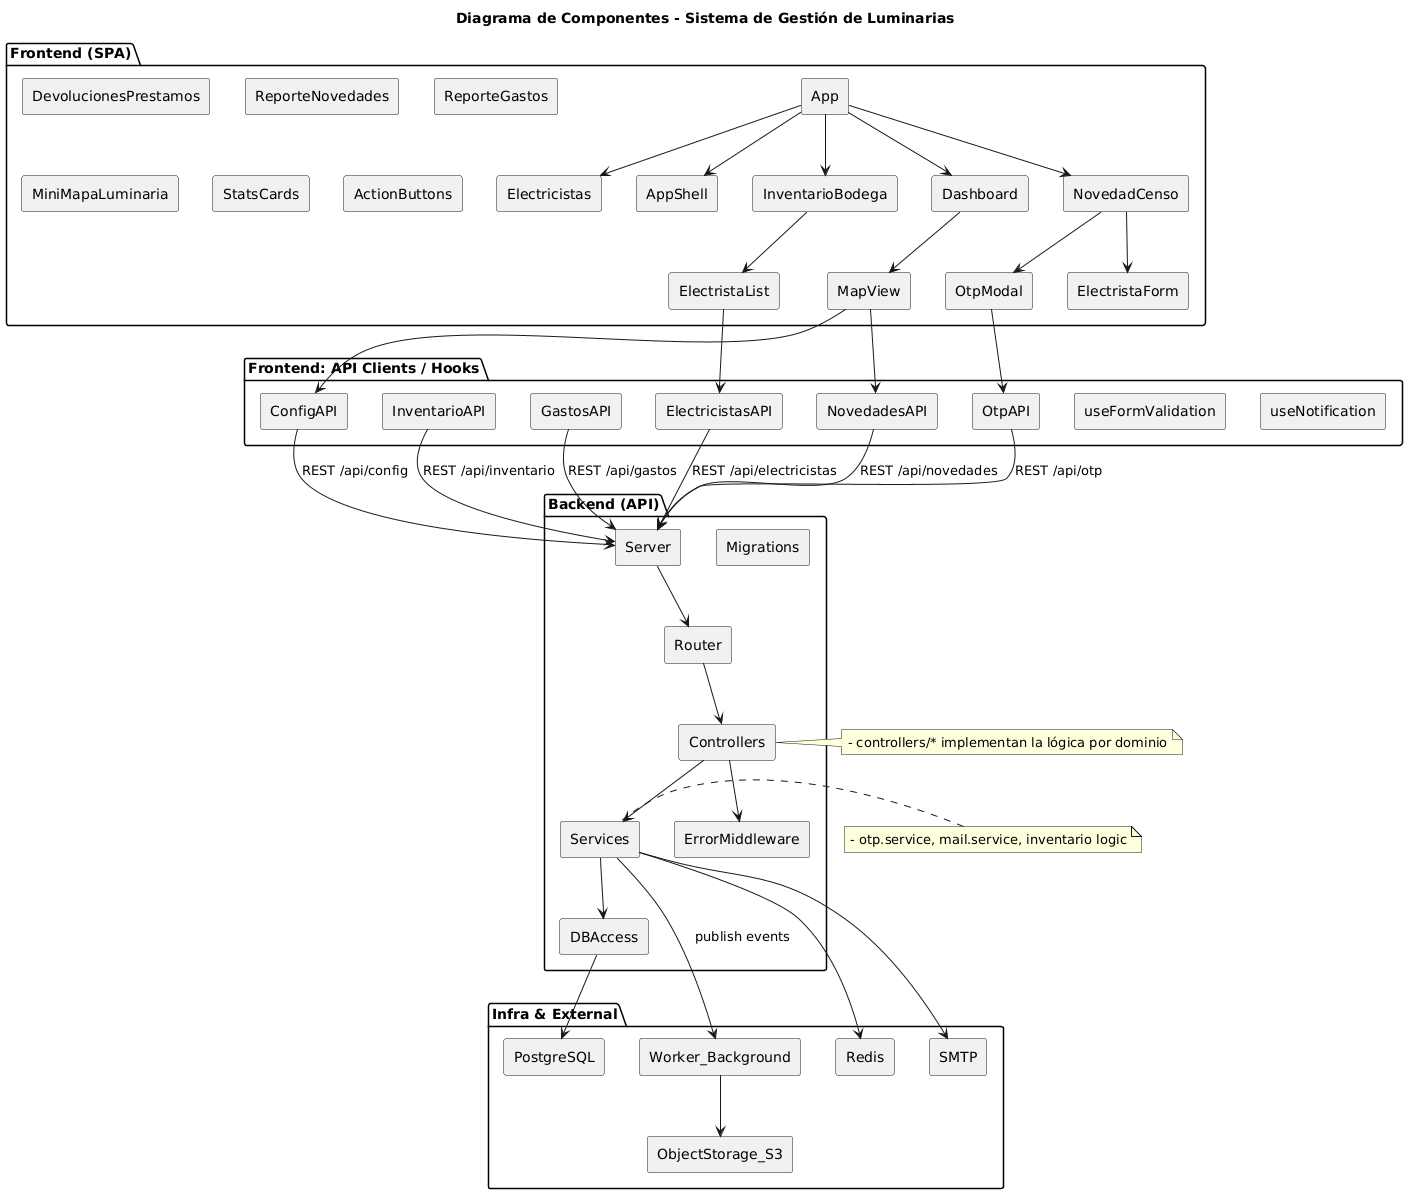 Diagrama de Componentes - Sistema de Gestión de Luminarias
Frontend (SPA)
DevolucionesPrestamos
ReporteNovedades
ReporteGastos
App
MiniMapaLuminaria
StatsCards
ActionButtons
Electricistas
AppShell
InventarioBodega
Dashboard
NovedadCenso
ElectristaList
MapView
OtpModal
ElectristaForm
Frontend: API Clients / Hooks
ConfigAPI
InventarioAPI
GastosAPI
ElectricistasAPI
NovedadesAPI
OtpAPI
useFormValidation
useNotification
REST /api/config
REST /api/inventario
REST /api/gastos
REST /api/electricistas
REST /api/novedades
REST /api/otp
Backend (API)
Server
Migrations
Router
Controllers
- controllers/* implementan la lógica por dominio
Services
ErrorMiddleware
- otp.service, mail.service, inventario logic
DBAccess
publish events
Infra & External
PostgreSQL
Worker_Background
Redis
SMTP
ObjectStorage_S3